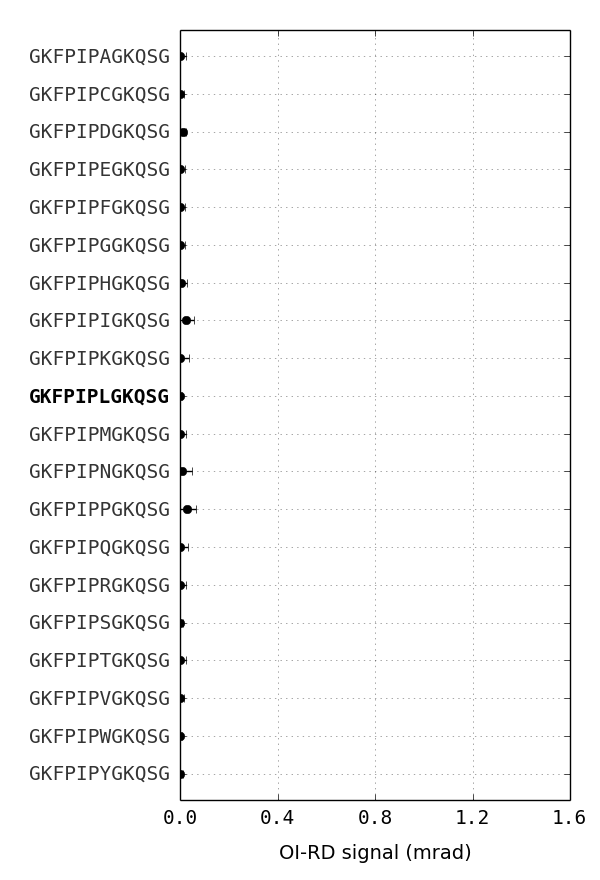 GKFPIPAGKQSG
GKFPIPCGKQSG
GKFPIPDGKQSG
GKFPIPEGKQSG
GKFPIPFGKQSG
GKFPIPGGKQSG
GKFPIPHGKQSG
GKFPIPIGKQSG
GKFPIPKGKQSG
GKFPIPLGKQSG
GKFPIPMGKQSG
GKFPIPNGKQSG
GKFPIPPGKQSG
GKFPIPQGKQSG
GKFPIPRGKQSG
GKFPIPSGKQSG
GKFPIPTGKQSG
GKFPIPVGKQSG
GKFPIPWGKQSG
GKFPIPYGKQSG
0.0 0.4 0.8 1.2 1.6
OI-RD signal (mrad)